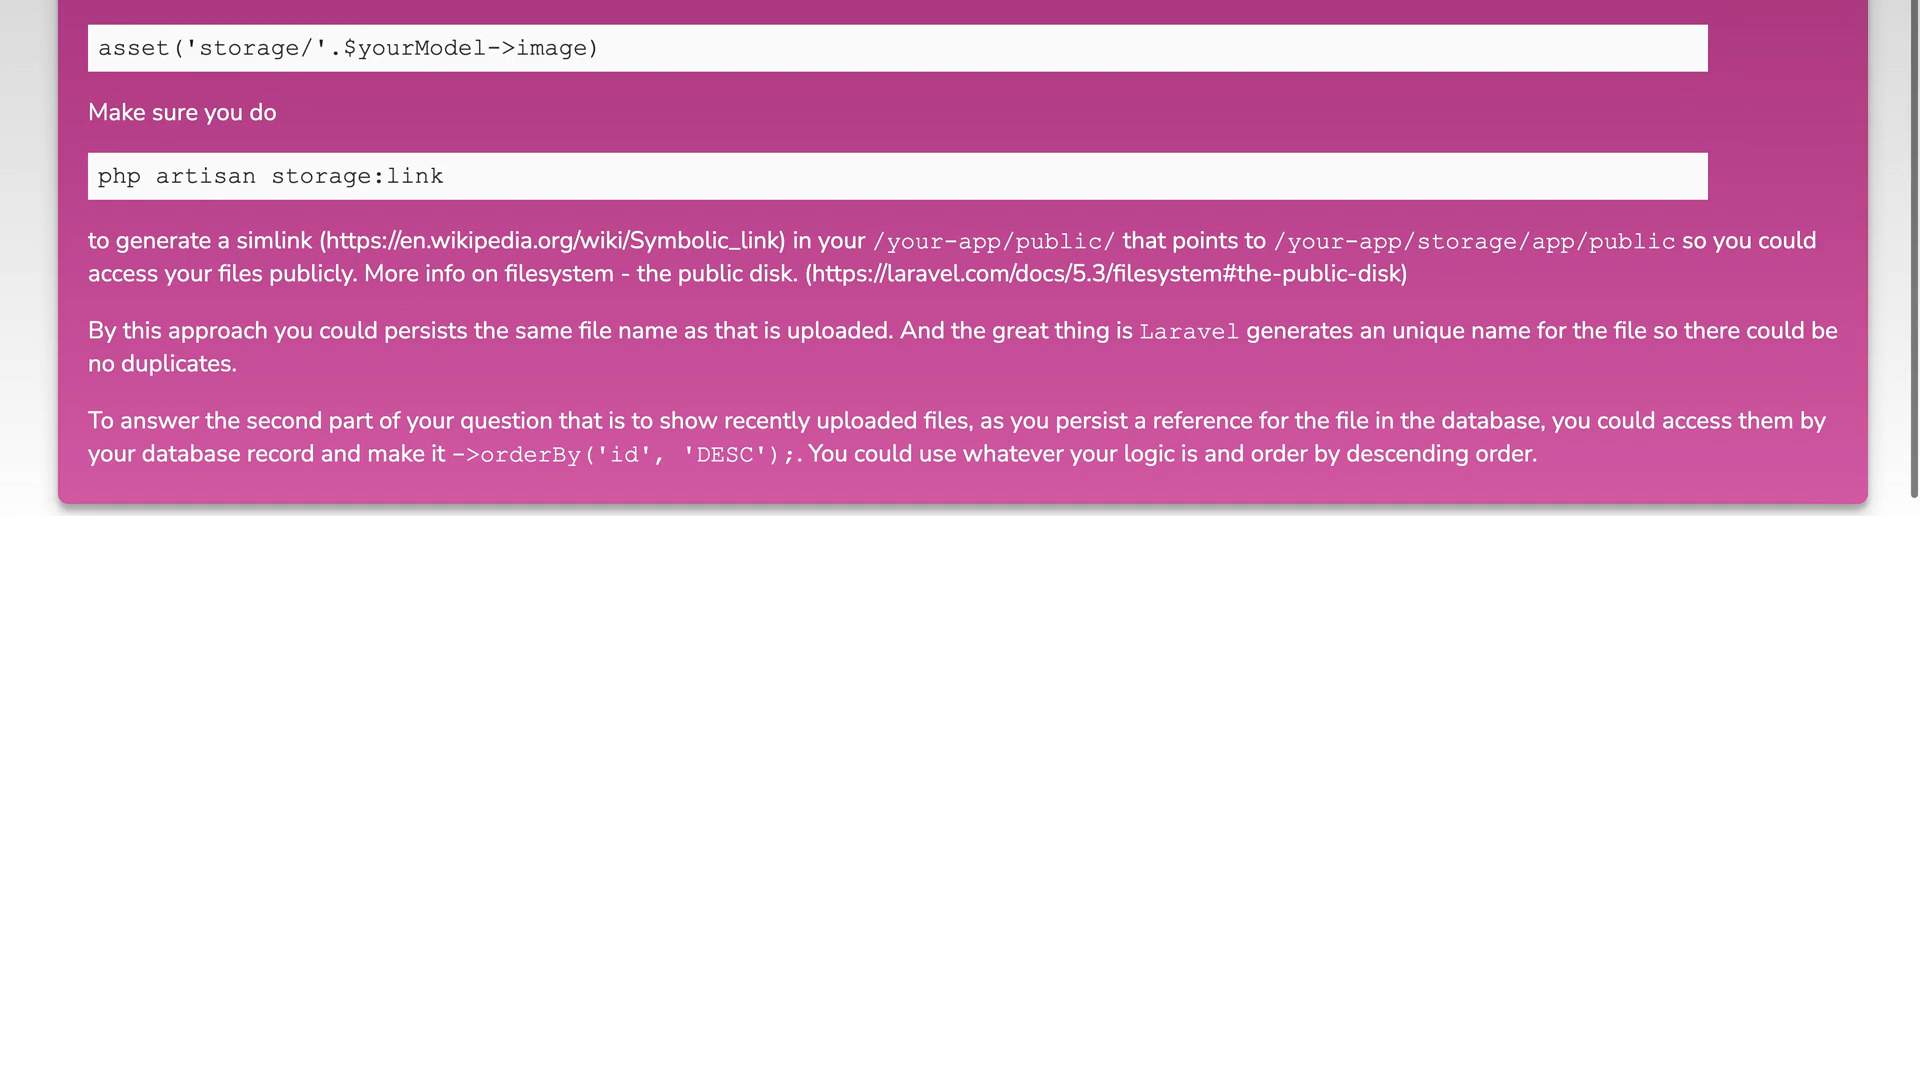 asset('storage/'.$yourModel->image)
Make sure you do
php artisan storage:link
to generate a simlink (https://en.wikipedia.org/wiki/Symbolic_link) in your /your-app/public/ that points to /your-app/storage/app/public so you could
access your files publicly. More info on filesystem - the public disk. (https://laravel.com/docs/5.3/filesystem#the-public-disk)
By this approach you could persists the same file name as that is uploaded. And the great thing is Laravel generates an unique name for the file so there could be
no duplicates.
To answer the second part of your question that is to show recently uploaded files, as you persist a reference for the file in the database, you could access them by
your database record and make it ->orderBy('id', 'DESC');. You could use whatever your logic is and order by descending order.